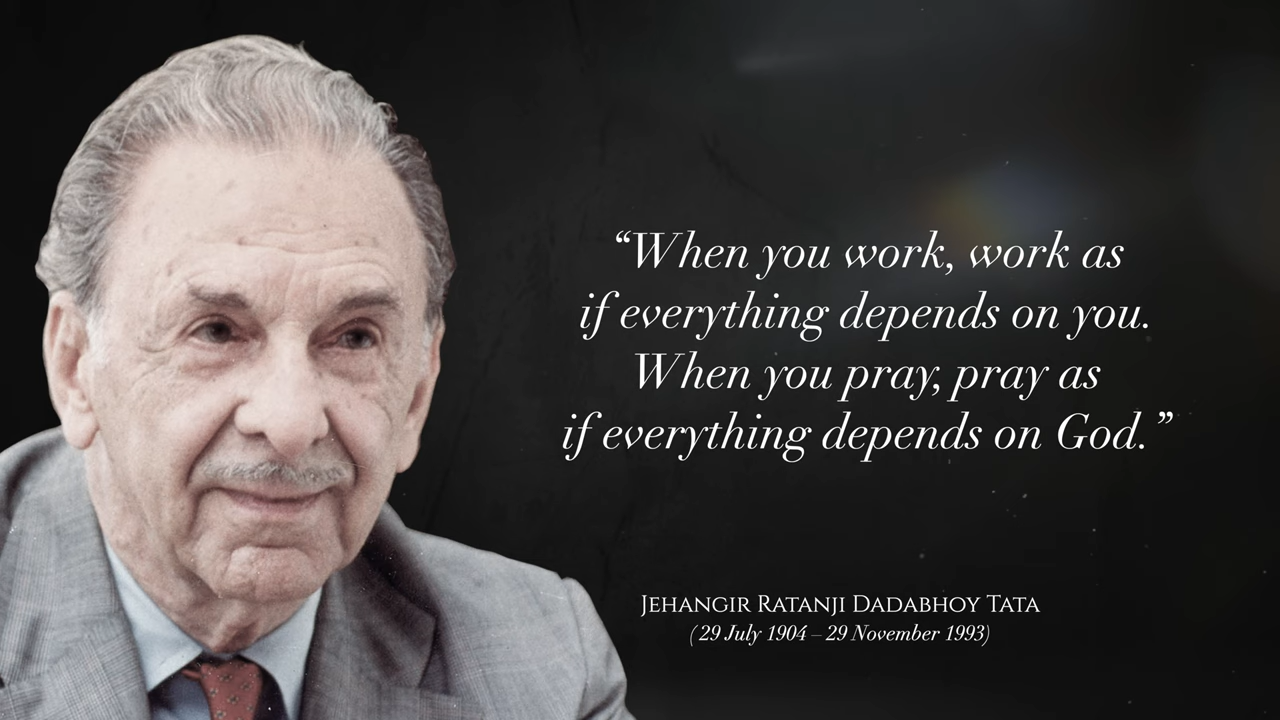 “When you work, work as
if everything depends on you.
When you pray, pray as
if everything depends on God.”
Jehangir Ratanji Dadabhoy Tata
(29 July 1904 – 29 November 1993)